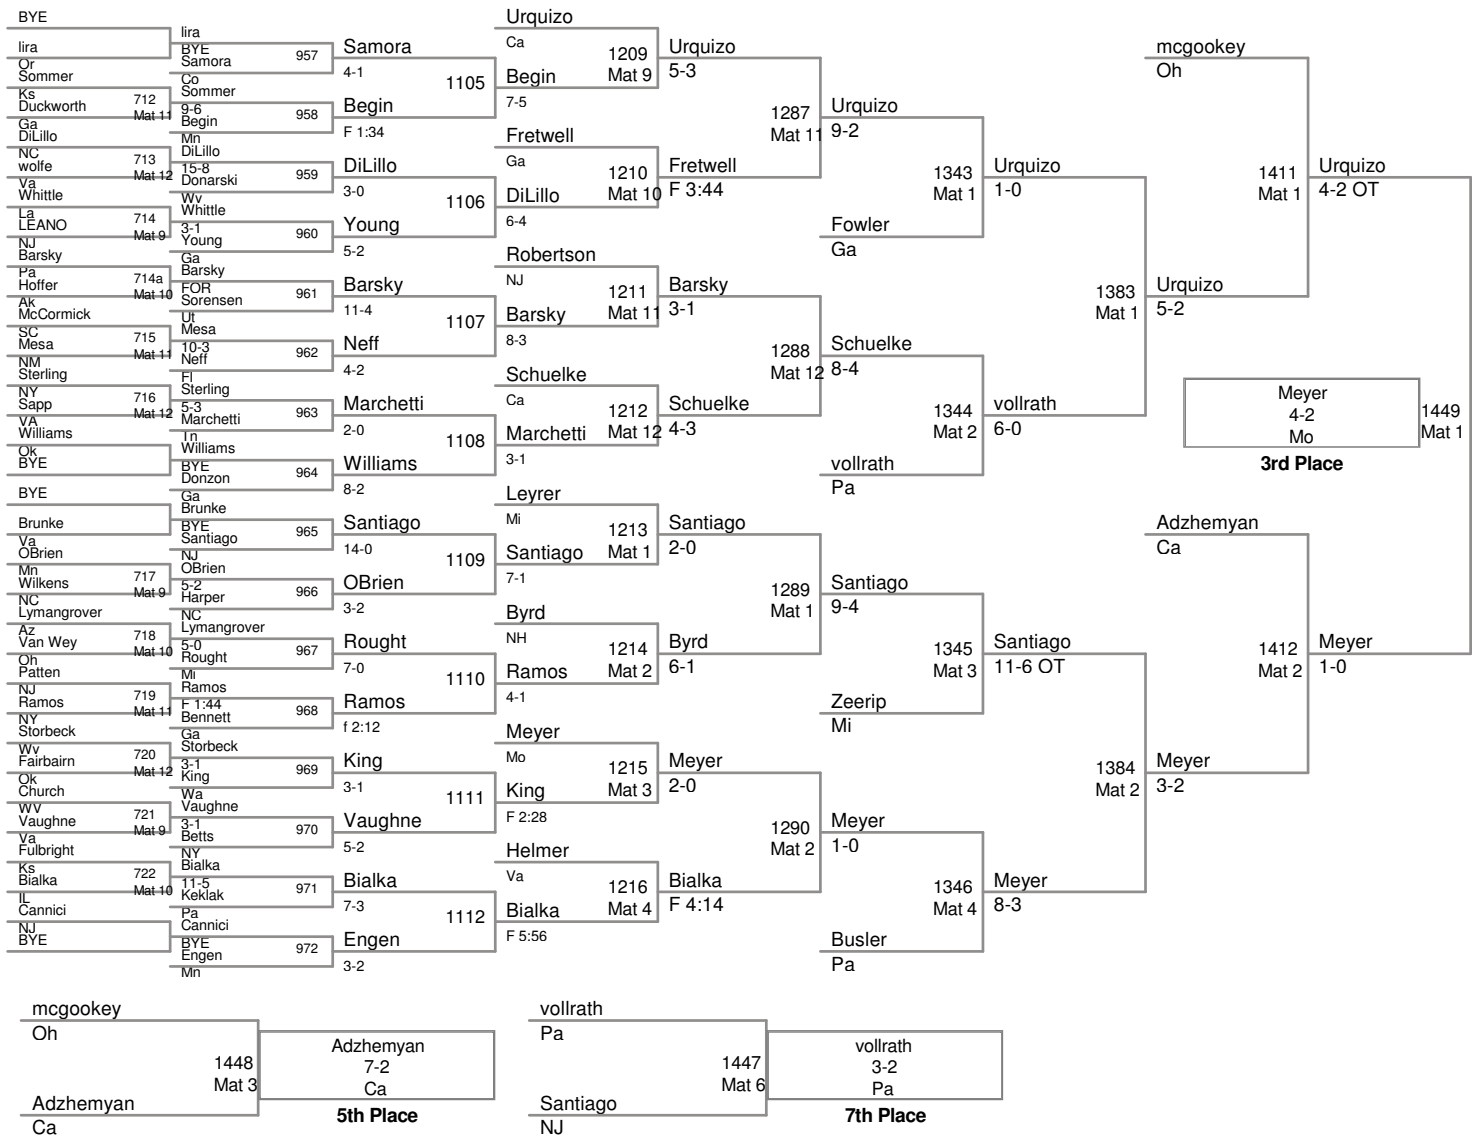 BYE
lira
Or
Sommer
Ks
Duckworth
712
Mat 11
Ga
DiLillo
NC
wolfe
713
Mat 12
Va
Whittle
La
LEANO
714
Mat 9
NJ
Barsky
Pa
Hoffer
714a
Mat 10
Ak
McCormick
SC
Mesa
715
Mat 11
NM
Sterling
NY
Sapp
716
Mat 12
VA
Williams
Ok
BYE
BYE
Brunke
Va
OBrien
Mn
Wilkens
717
Mat 9
NC
Lymangrover
Az
Van Wey
718
Mat 10
Oh
Patten
NJ
Ramos
719
Mat 11
NY
Storbeck
Wv
Fairbairn
720
Mat 12
Ok
Church
WV
Vaughne
721
Mat 9
Va
Fulbright
Ks
Bialka
722
Mat 10
IL
Cannici
NJ
BYE
lira
BYE
Samora
957
Co
Sommer
9-6
Begin
958
Mn
DiLillo
15-8
Donarski
959
Wv
Whittle
3-1
Young
960
Ga
Barsky
FOR
Sorensen
961
Ut
Mesa
10-3
Neff
962
Fl
Sterling
5-3
Marchetti
963
Tn
Williams
BYE
Donzon
964
Ga
Brunke
BYE
Santiago
965
NJ
OBrien
5-2
Harper
966
NC
Lymangrover
5-0
Rought
967
Mi
Ramos
F 1:44
Bennett
968
Ga
Storbeck
3-1
King
969
Wa
Vaughne
3-1
Betts
970
NY
Bialka
11-5
Keklak
971
Pa
Cannici
BYE
Engen
972
Mn
Samora
4-1
1105
Begin
F 1:34
DiLillo
3-0
1106
Young
5-2
Barsky
11-4
1107
Neff
4-2
Marchetti
2-0
1108
Williams
8-2
Santiago
14-0
1109
OBrien
3-2
Rought
7-0
1110
Ramos
f 2:12
King
3-1
1111
Vaughne
5-2
Bialka
7-3
1112
Engen
3-2
Urquizo
Ca
1209
Mat 9
Begin
7-5
Fretwell
Ga
1210
Mat 10
DiLillo
6-4
Robertson
NJ
1211
Mat 11
Barsky
8-3
Schuelke
Ca
1212
Mat 12
Marchetti
3-1
Leyrer
Mi
1213
Mat 1
Santiago
7-1
Byrd
NH
1214
Mat 2
Ramos
4-1
Meyer
Mo
1215
Mat 3
King
F 2:28
Helmer
Va
1216
Mat 4
Bialka
F 5:56
Urquizo
5-3
1287
Mat 11
Fretwell
F 3:44
Barsky
3-1
1288
Mat 12
Schuelke
4-3
Santiago
2-0
1289
Mat 1
Byrd
6-1
Meyer
2-0
1290
Mat 2
Bialka
F 4:14
Urquizo
9-2
1343
Mat 1
Fowler
Ga
Schuelke
8-4
1344
Mat 2
vollrath
Pa
Santiago
9-4
1345
Mat 3
Zeerip
Mi
Meyer
1-0
1346
Mat 4
Busler
Pa
Urquizo
1-0
1383
Mat 1
vollrath
6-0
Santiago
11-6 OT
1384
Mat 2
Meyer
8-3
mcgookey
Oh
1411
Mat 1
Urquizo
5-2
Adzhemyan
Ca
1412
Mat 2
Meyer
3-2
Urquizo
4-2 OT
Meyer
4-2
Mo
3rd Place
1449
Mat 1
Meyer
1-0
mcgookey
Oh
1448
Mat 3
Adzhemyan
Ca
Adzhemyan
7-2
Ca
5th Place
vollrath
Pa
1447
Mat 6
Santiago
NJ
vollrath
3-2
Pa
7th Place